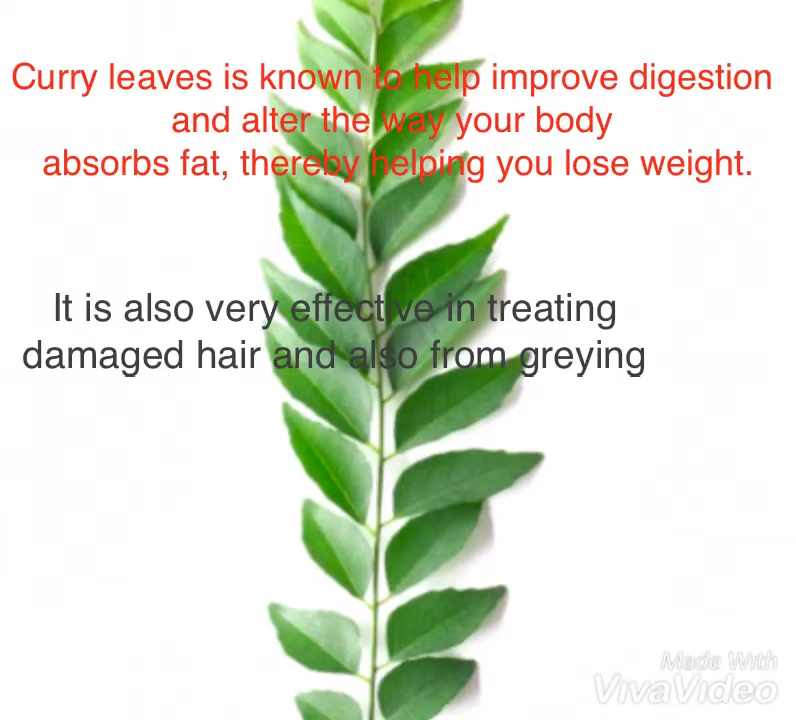 Curry leaves is known to help improve digestion
and alter the way your body
absorbs fat, thereby helping you lose weight.
It is also very effective in treating
damaged hair and also from greying
Made With
VivaVideo